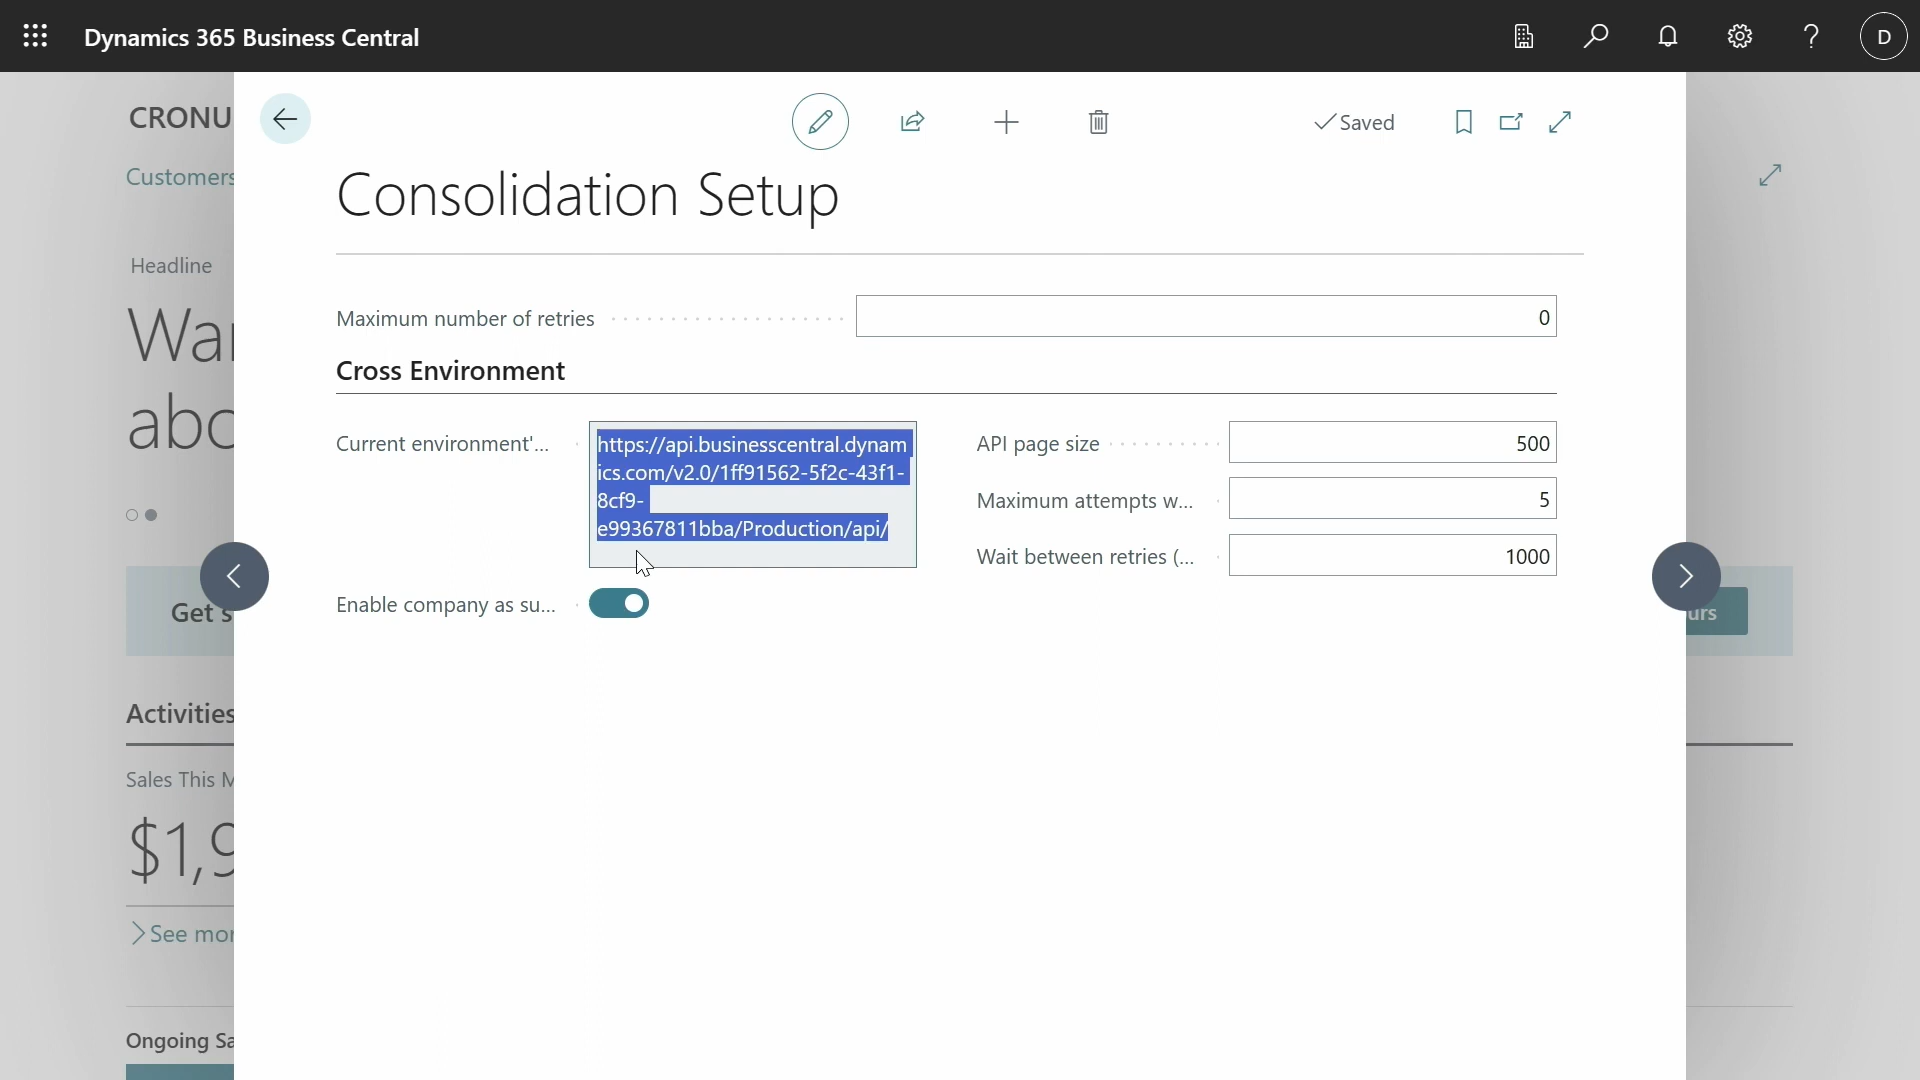 Dynamics 365 Business Central
D
CRONU
Saved
Customers
Consolidation Setup
Headline
War
abo
Maximum number of retries 0
Cross Environment
Current environment'...
https://api.businesscentral.dynam
ics.com/v2.0/1ff91562-5f2c-43f1-
8cf9-
e99367811bba/Production/api/
API page size 500
Maximum attempts w... 5
Wait between retries (... 1000
Enable company as su...
Get s
urs
Activities
Sales This M
$1,9
See mor
Ongoing Sa